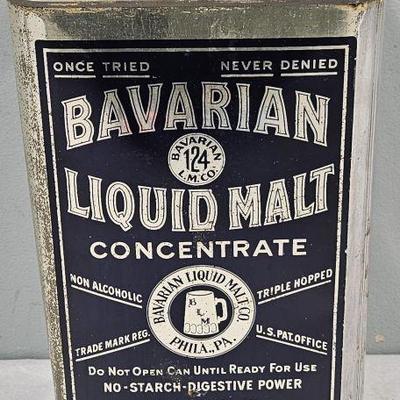 ONCE TRIED NEVER DENIED
BAVARIAN
BAVARIAN
124
L.M.CO.
LIQUID MALT
CONCENTRATE
NON ALCOHOLIC TRIPLE HOPPED
BAVARIAN LIQUID MALT CO.
B L M
PHILA., PA.
TRADE MARK REG. U.S. PAT. OFFICE
DO NOT OPEN CAN UNTIL READY FOR USE
NO-STARCH-DIGESTIVE POWER